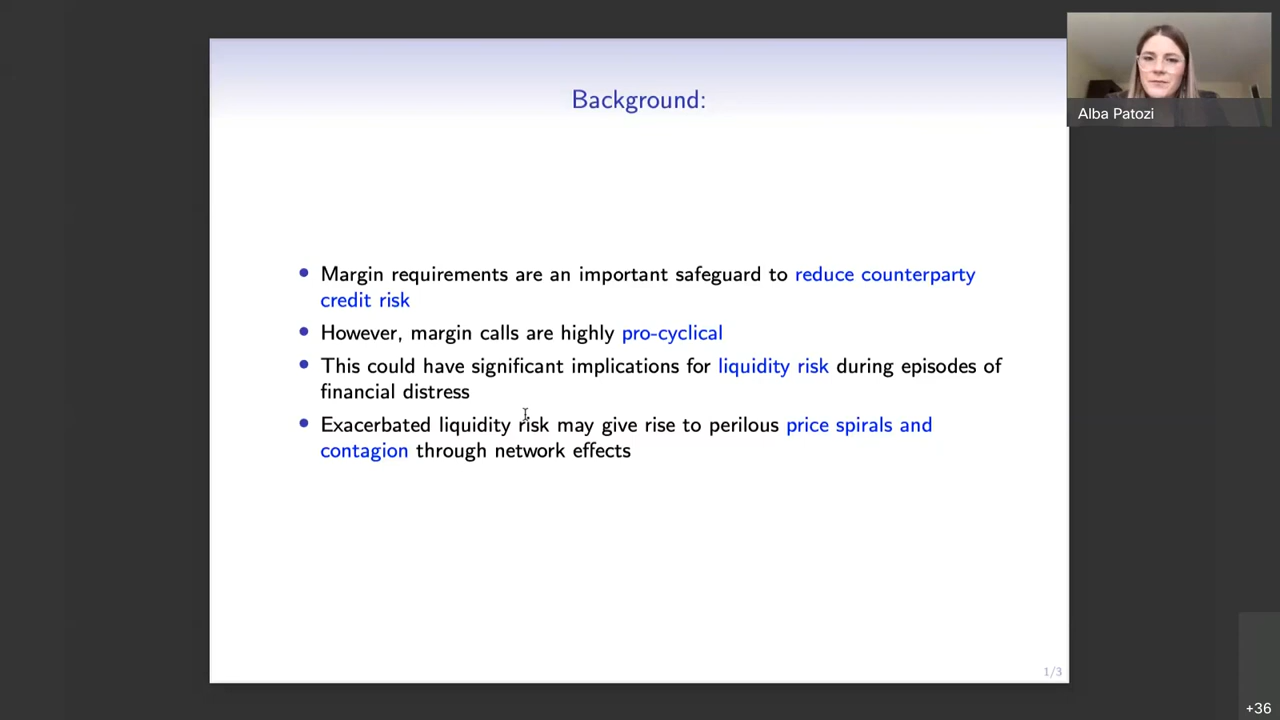 Background:
Alba Patozi
Margin requirements are an important safeguard to reduce counterparty
credit risk
However, margin calls are highly pro-cyclical
This could have significant implications for liquidity risk during episodes of
financial distress
Exacerbated liquidity risk may give rise to perilous price spirals and
contagion through network effects
1/3
+36